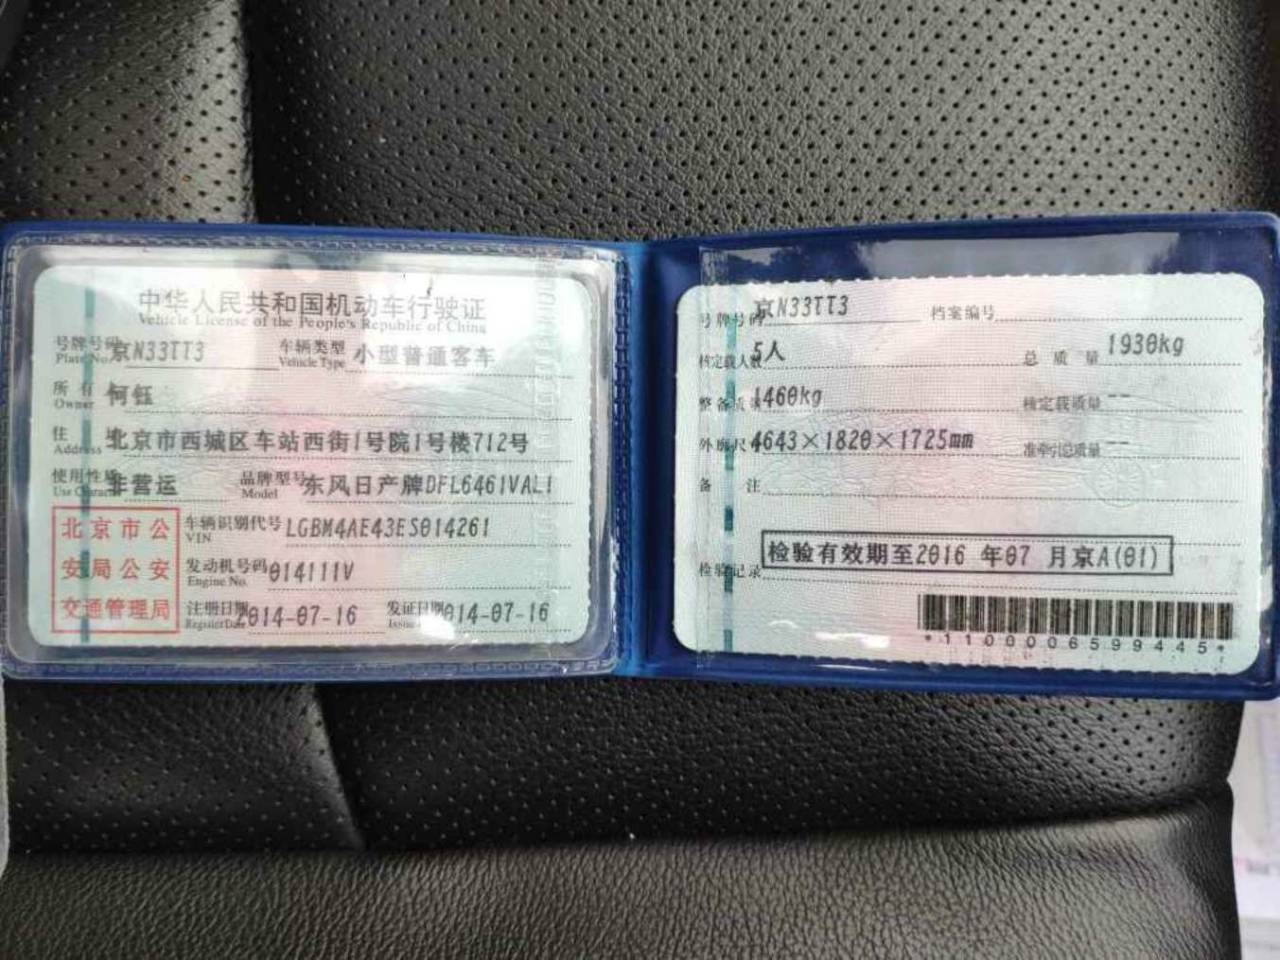 中华人民共和国机动车行驶证
Vehicle License of the People's Republic of China
号牌号码 京N33TT3 车辆类型 小型普通客车
Plate No. Vehicle Type
所有 何钰
Owner
住 北京市西城区车站西街1号院1号楼712号
Address
使用性质 非营运 品牌型号 东风日产牌DFL6461VAL1
Use Character Model
北京市公
安局公安
交通管理局
车辆识别代号 LGBM4AE43ES014261
VIN
发动机号码 014111V
Engine No.
注册日期 2014-07-16 发证日期 2014-07-16
Register Date Issue
号牌号码 京N33TT3 档案编号
核定载人数 5人 总质量 1930kg
整备质量 1460kg 核定载质量 --
外廓尺寸 4643×1820×1725mm 准牵引总质量 --
备注
检验有效期至2016 年07 月京A(01)
检验记录
*1100006599445*